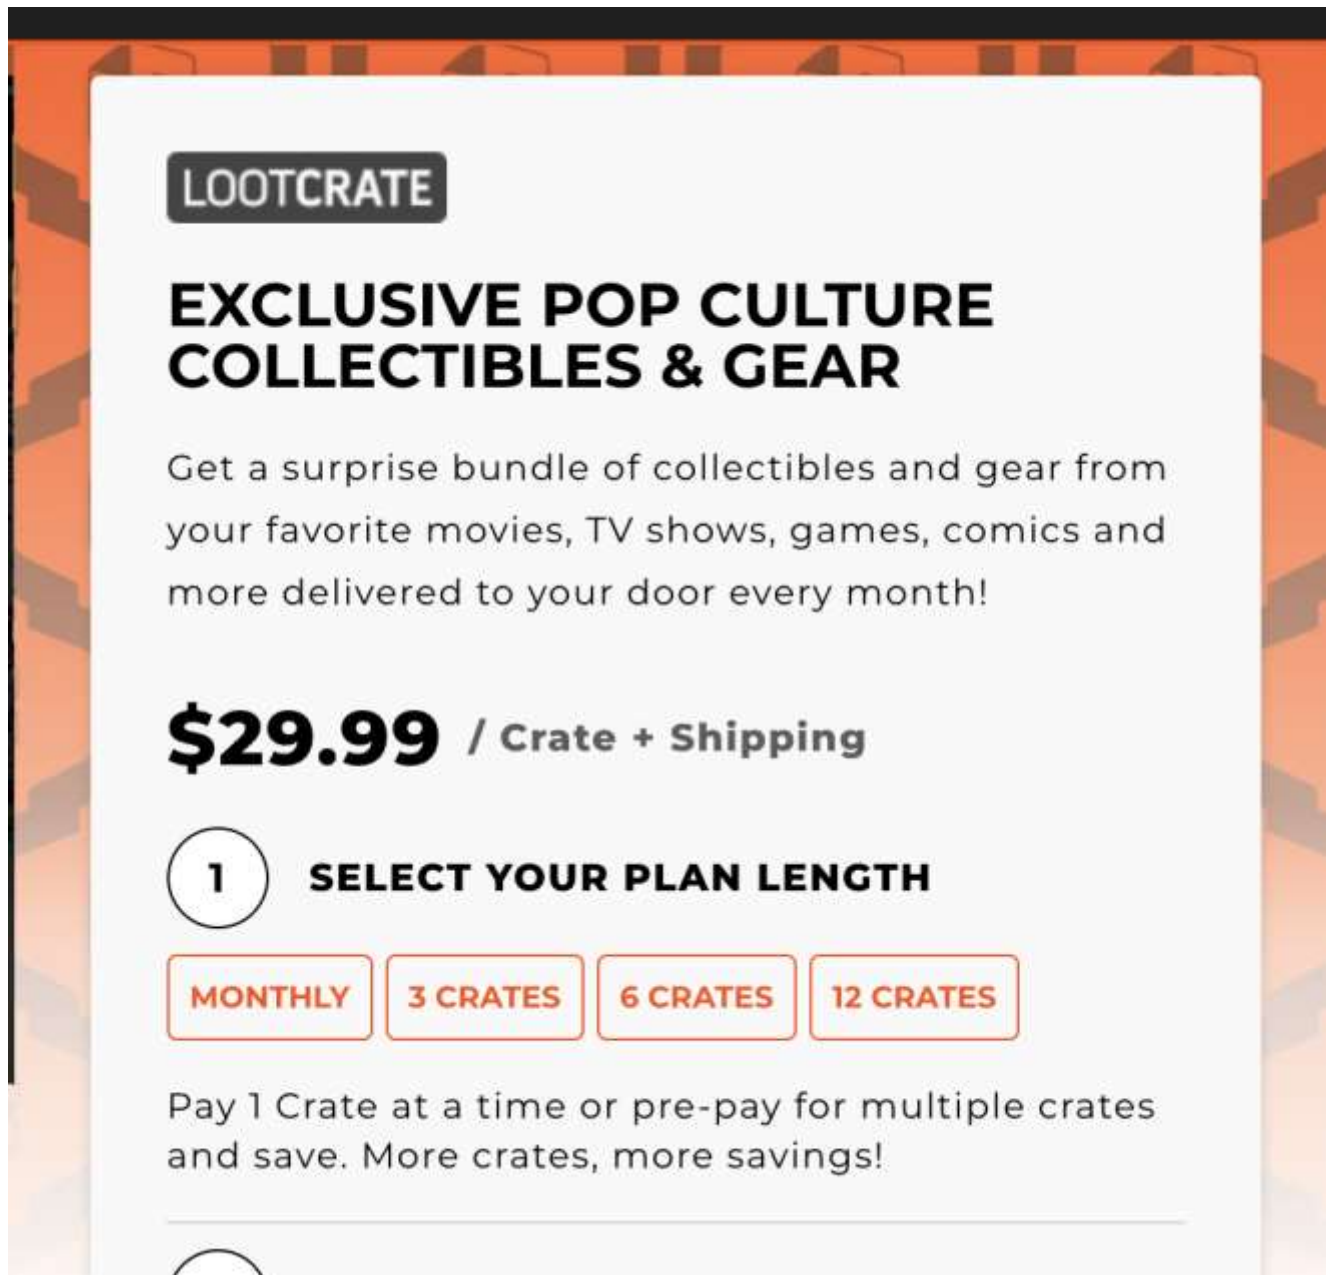 LOOTCRATE
EXCLUSIVE POP CULTURE
COLLECTIBLES & GEAR
Get a surprise bundle of collectibles and gear from
your favorite movies, TV shows, games, comics and
more delivered to your door every month!
$29.99 / Crate + Shipping
1 SELECT YOUR PLAN LENGTH
MONTHLY 3 CRATES 6 CRATES 12 CRATES
Pay 1 Crate at a time or pre-pay for multiple crates
and save. More crates, more savings!